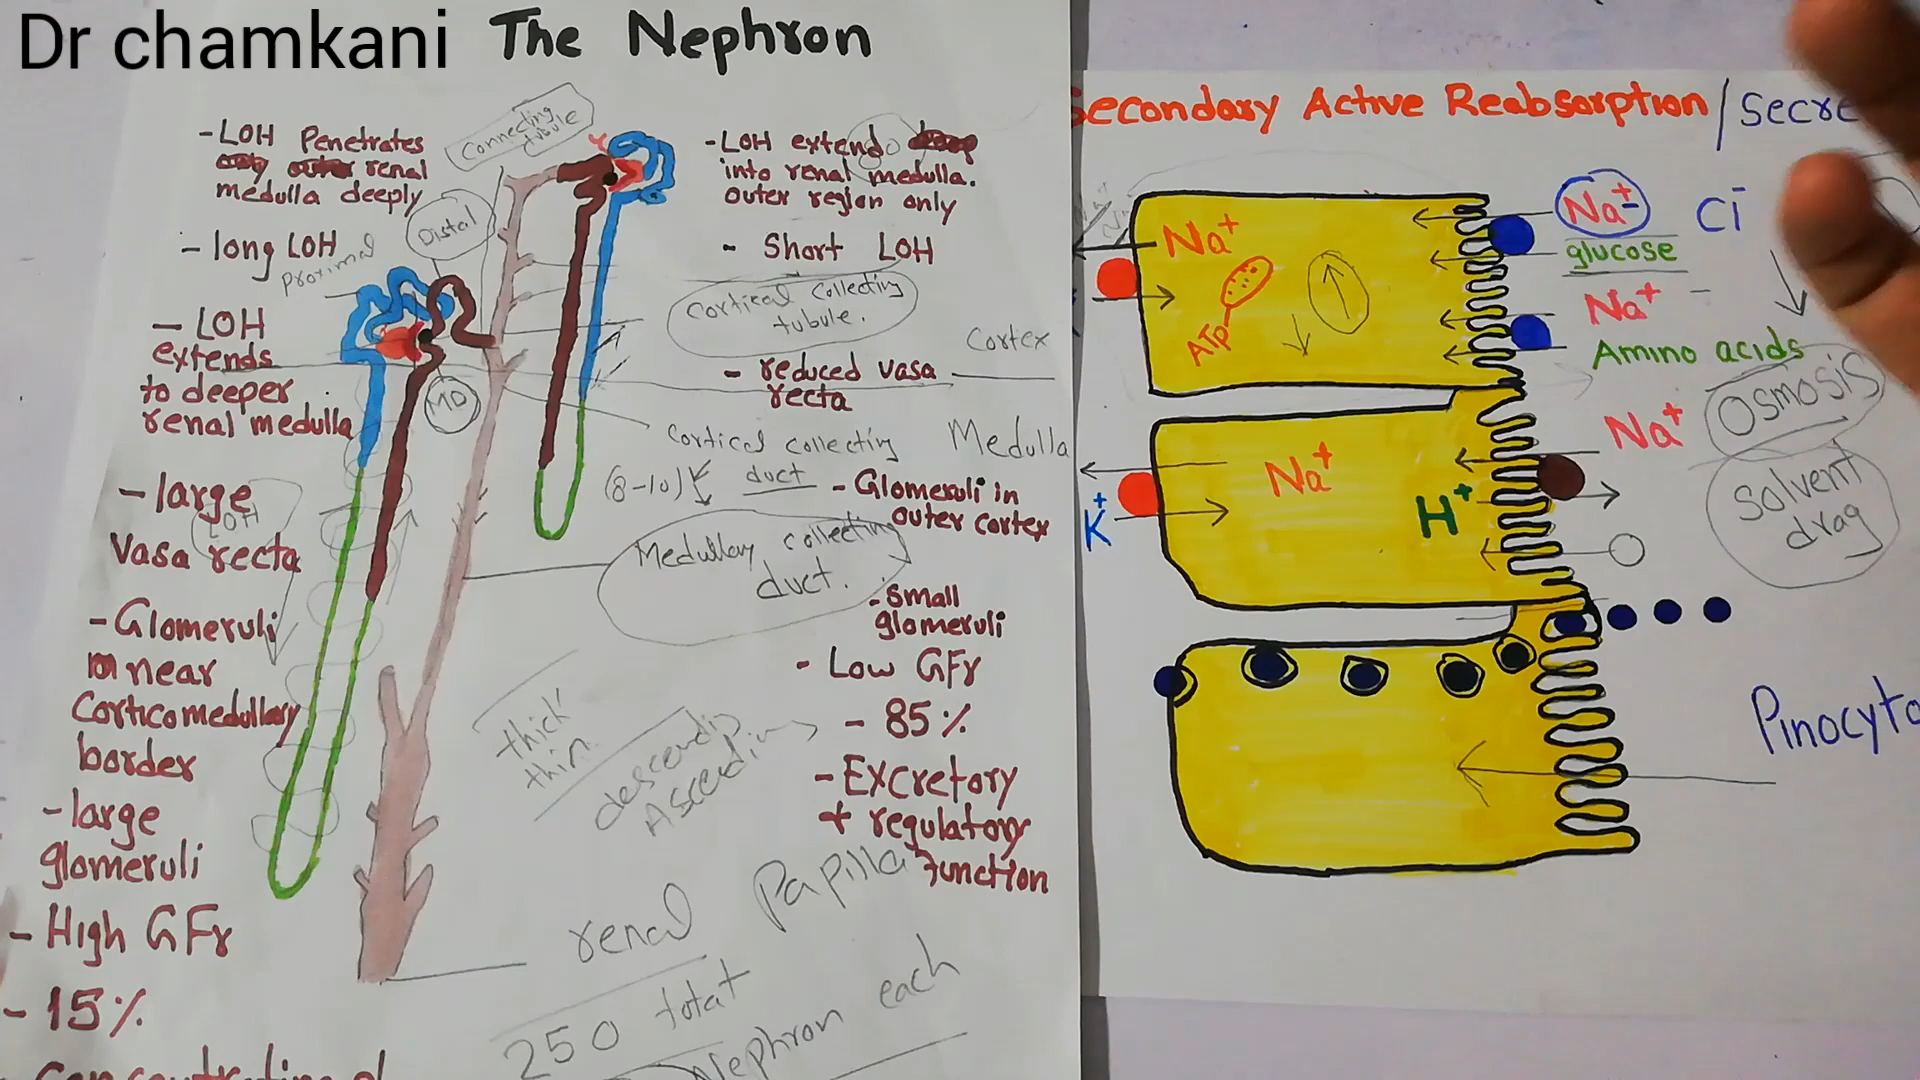 Dr chamkani
The Nephron
Connecting
tubule
- LOH Penetrates
renal
medulla deeply
Distal
- long LOH
proximal
- LOH
extends
to deeper
renal medulla
MD
- large
LOH
Vasa recta
- Glomeruli
near
Corticomedullary
border
- large
glomeruli
- High GFr
- 15%
- LOH extend
into renal medulla.
outer region only
- Short LOH
Cortical Collecting
tubule.
Cortex
- reduced vasa
recta
Cortical collecting
duct
(8-10)
Medulla
- Glomeruli in
outer cortex
Medullary collecting
duct.
- Small
glomeruli
- Low GFr
- 85%
thick
thin
descending
Ascending
- Excretory
+ regulatory
function
renal Papilla
250 total
Nephron each
Secondary Active Reabsorption / Secre
Na+
ATP
Na+
Cl-
glucose
Na+
Amino acids
Osmosis
Na+
Na+
H+
K+
Solvent
drag
Pinocyto